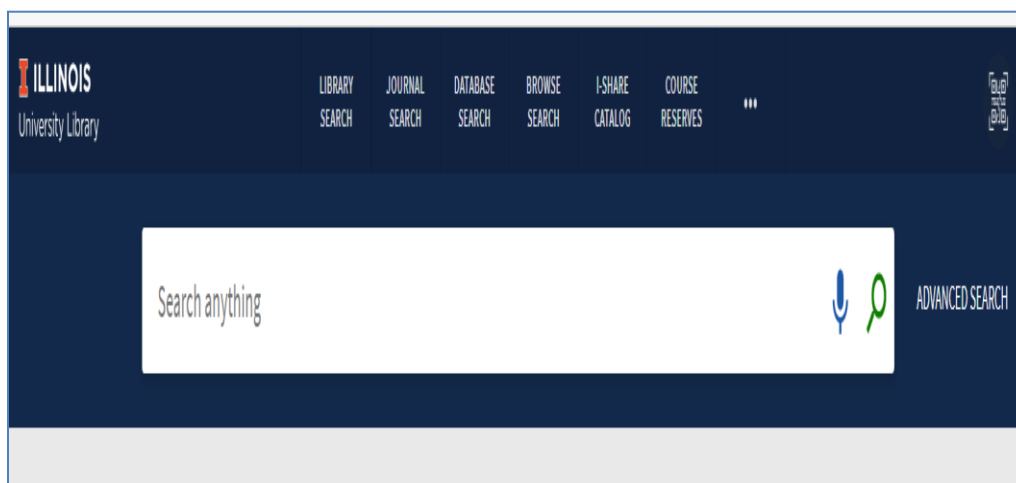 ILLINOIS
University Library
LIBRARY SEARCH
JOURNAL SEARCH
DATABASE SEARCH
BROWSE SEARCH
I-SHARE CATALOG
COURSE RESERVES
•••
Search anything
ADVANCED SEARCH